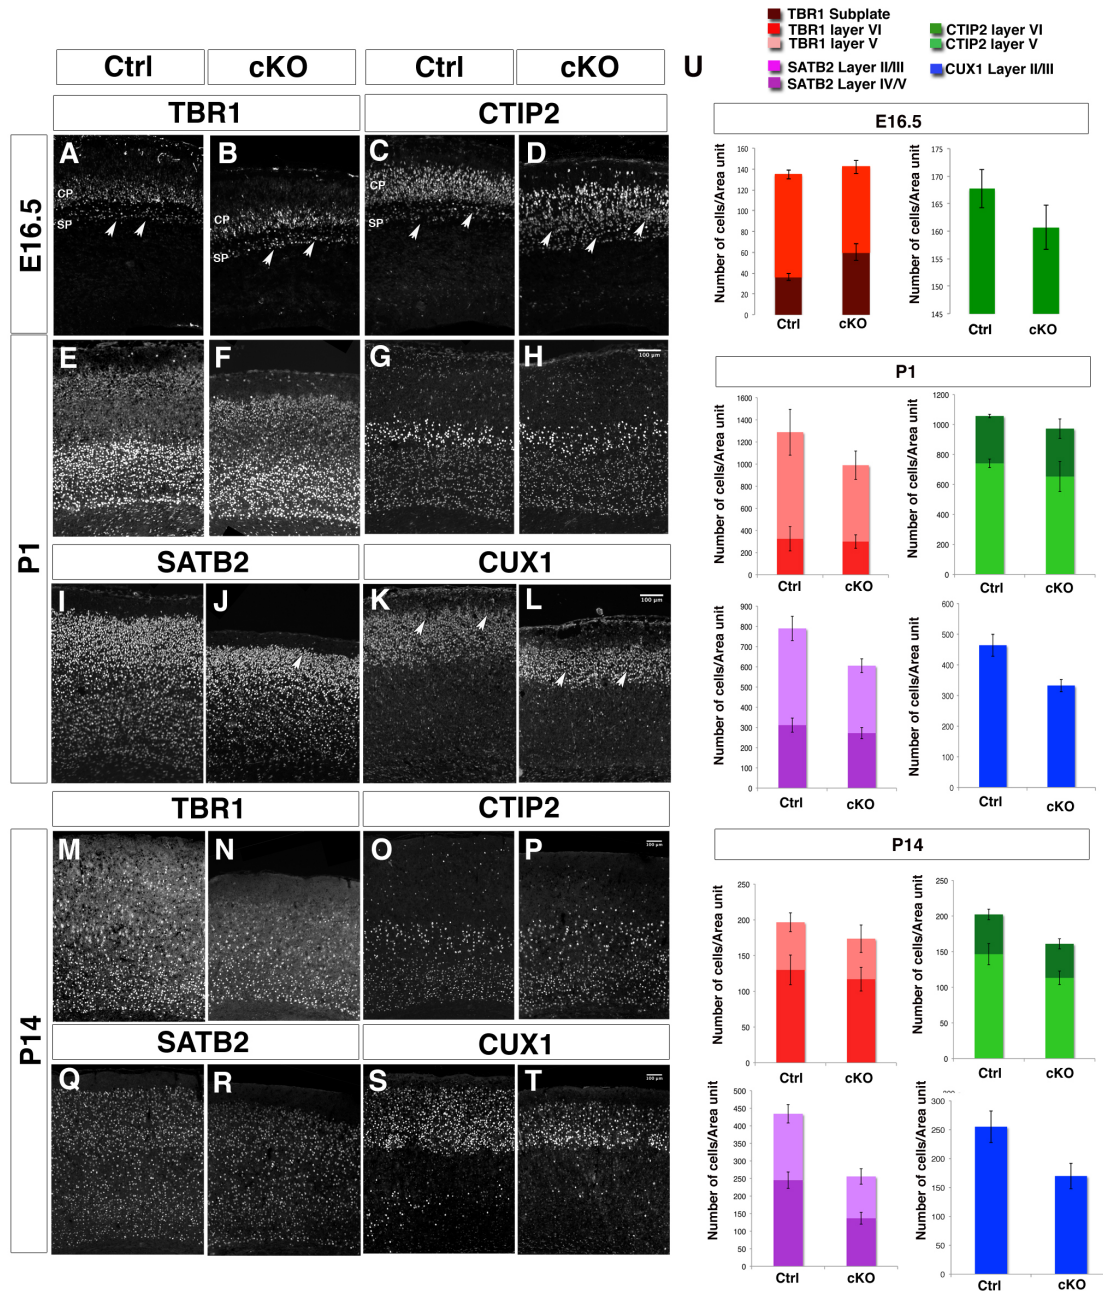 Ctrl cKO Ctrl cKO
TBR1 CTIP2
E16.5
A B C D
CP CP CP
SP SP SP
P1
E F G H
100 µm
SATB2 CUX1
I J K L
100 µm
TBR1 CTIP2
P14
M N O P
100 µm
SATB2 CUX1
Q R S T
100 µm
U
TBR1 Subplate
TBR1 layer VI
TBR1 layer V
SATB2 Layer II/III
SATB2 Layer IV/V
CTIP2 layer VI
CTIP2 layer V
CUX1 Layer II/III
E16.5
Number of cells/Area unit
160
140
120
100
80
60
40
20
0
Ctrl cKO
Number of cells/Area unit
175
170
165
160
155
150
145
Ctrl cKO
P1
Number of cells/Area unit
1600
1400
1200
1000
800
600
400
200
0
Ctrl cKO
Number of cells/Area unit
1200
1000
800
600
400
200
0
Ctrl cKO
Number of cells/Area unit
900
800
700
600
500
400
300
200
100
0
Ctrl cKO
Number of cells/Area unit
600
500
400
300
200
100
0
Ctrl cKO
P14
Number of cells/Area unit
250
200
150
100
50
0
Ctrl cKO
Number of cells/Area unit
250
200
150
100
50
0
Ctrl cKO
Number of cells/Area unit
500
450
400
350
300
250
200
150
100
50
0
Ctrl cKO
Number of cells/Area unit
300
250
200
150
100
50
0
Ctrl cKO